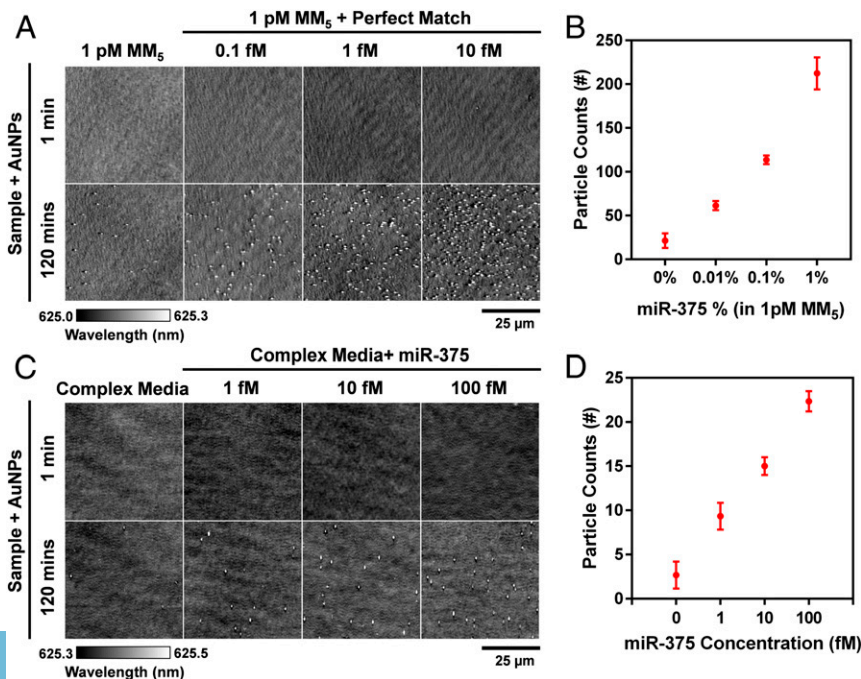 A
1 pM MM₅ + Perfect Match
1 pM MM₅
0.1 fM
1 fM
10 fM
Sample + AuNPs
1 min
120 mins
625.0
625.3
Wavelength (nm)
25 µm
B
Particle Counts (#)
250
200
150
100
50
0
0%
0.01%
0.1%
1%
miR-375 % (in 1pM MM₅)
C
Complex Media+ miR-375
Complex Media
1 fM
10 fM
100 fM
Sample + AuNPs
1 min
120 mins
625.3
625.5
Wavelength (nm)
25 µm
D
Particle Counts (#)
25
20
15
10
5
0
0
1
10
100
miR-375 Concentration (fM)